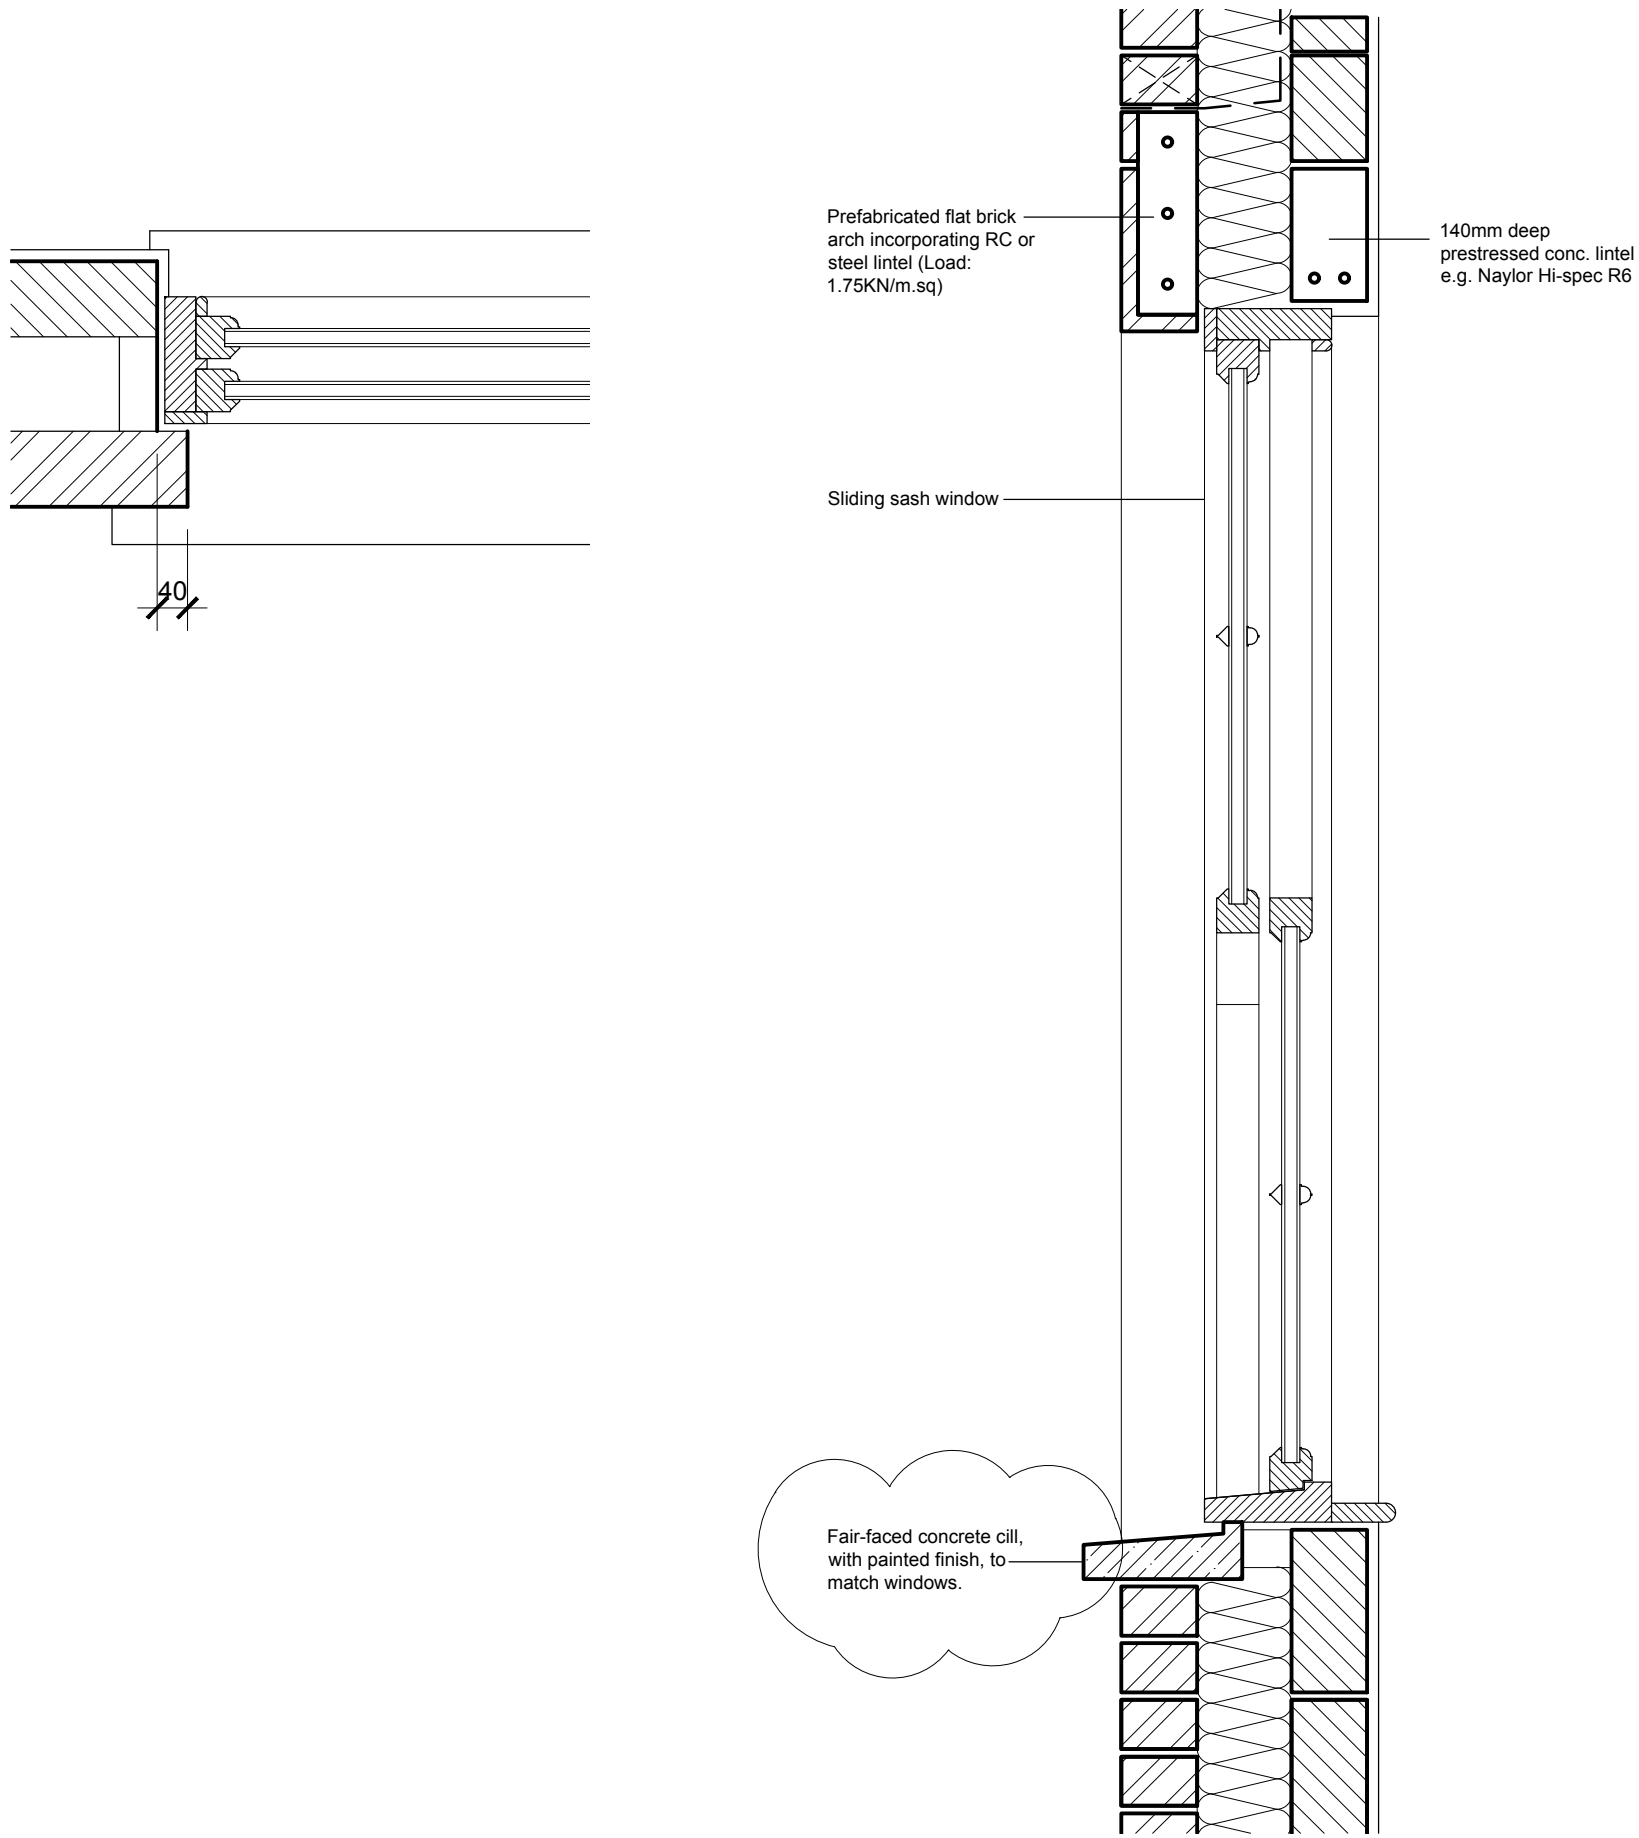 Prefabricated flat brick
arch incorporating RC or
steel lintel (Load:
1.75KN/m.sq)
140mm deep
prestressed conc. lintel
e.g. Naylor Hi-spec R6
Sliding sash window
40
Fair-faced concrete cill,
with painted finish, to
match windows.